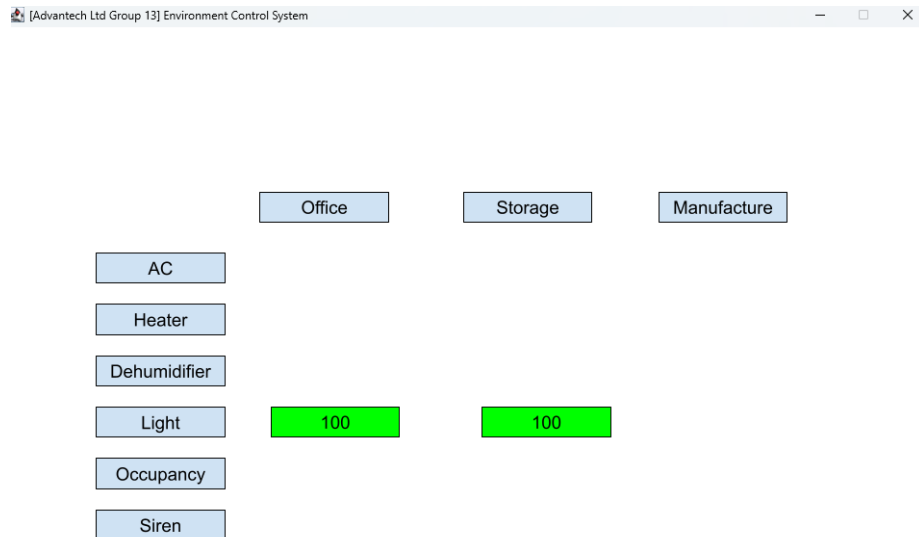 [Advantech Ltd Group 13] Environment Control System
Office Storage Manufacture
AC
Heater
Dehumidifier
Light 100 100
Occupancy
Siren